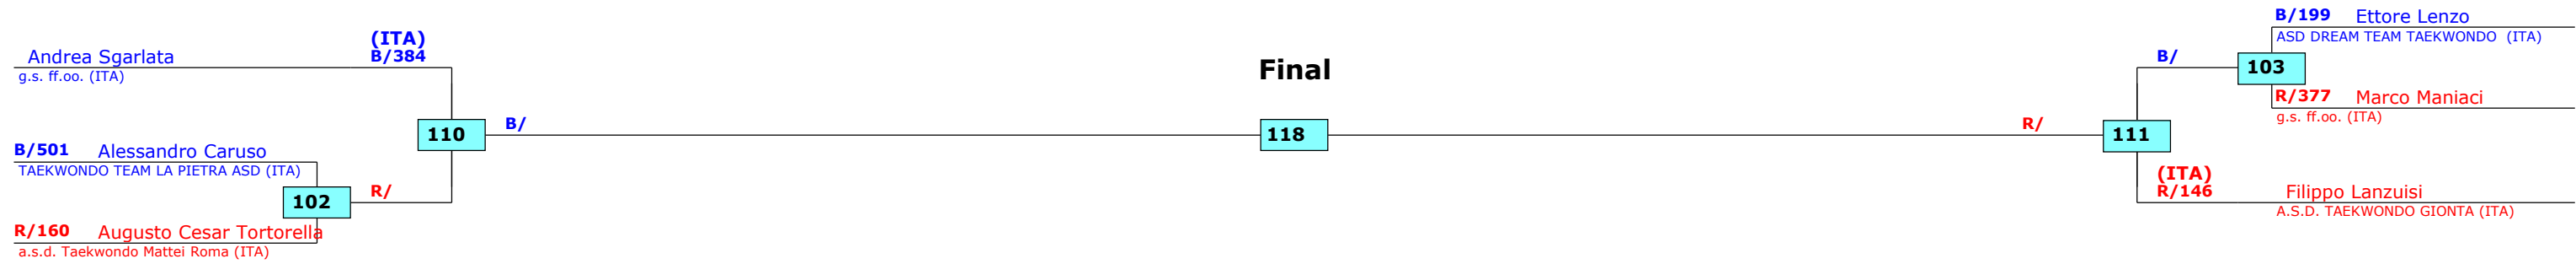 (ITA)
Andrea Sgarlata B/384
g.s. ff.oo. (ITA)
110 B/
B/501 Alessandro Caruso
TAEKWONDO TEAM LA PIETRA ASD (ITA)
R/
102
R/160 Augusto Cesar Tortorella
a.s.d. Taekwondo Mattei Roma (ITA)
Final
118
B/199 Ettore Lenzo
ASD DREAM TEAM TAEKWONDO (ITA)
B/
103
R/377 Marco Maniaci
g.s. ff.oo. (ITA)
R/ 111
(ITA)
R/146 Filippo Lanzuisi
A.S.D. TAEKWONDO GIONTA (ITA)